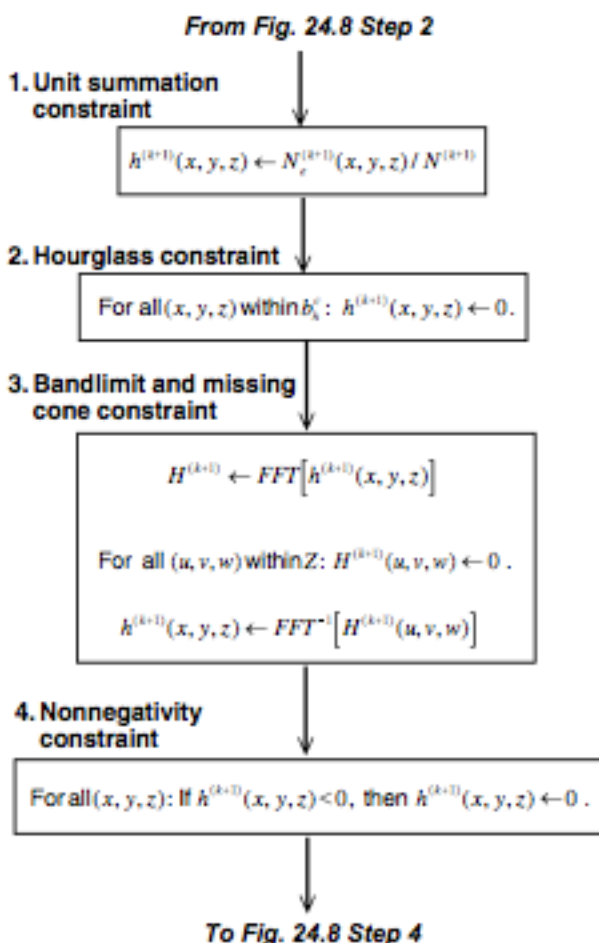 From Fig. 24.8 Step 2
1. Unit summation
constraint
h^(k+1)(x, y, z) ← N_e^(k+1)(x, y, z) / N^(k+1)
2. Hourglass constraint
For all (x, y, z) within b_h^c : h^(k+1)(x, y, z) ← 0 .
3. Bandlimit and missing
cone constraint
H^(k+1) ← FFT[h^(k+1)(x, y, z)]
For all (u, v, w) within Z: H^(k+1)(u, v, w) ← 0 .
h^(k+1)(x, y, z) ← FFT^-1[H^(k+1)(u, v, w)]
4. Nonnegativity
constraint
For all (x, y, z): If h^(k+1)(x, y, z) <0, then h^(k+1)(x, y, z) ← 0 .
To Fig. 24.8 Step 4